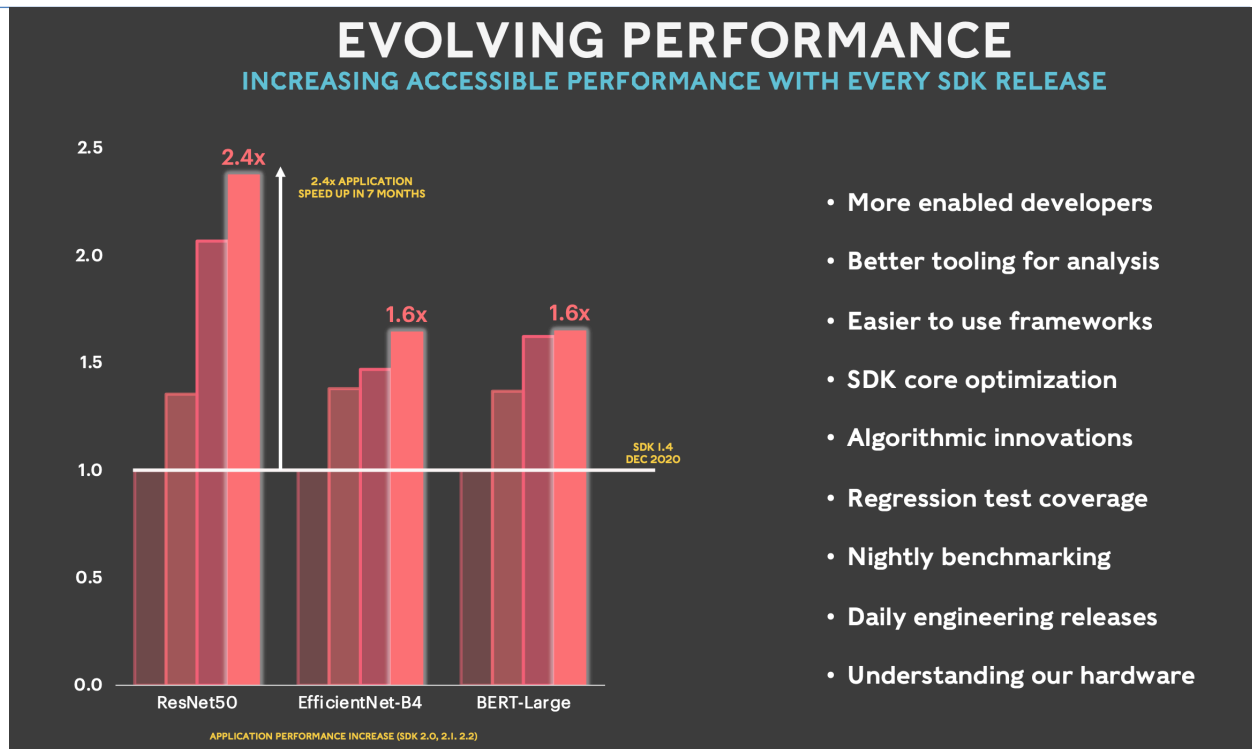 EVOLVING PERFORMANCE
INCREASING ACCESSIBLE PERFORMANCE WITH EVERY SDK RELEASE
2.5
2.0
1.5
1.0
0.5
0.0
2.4x
2.4x APPLICATION
SPEED UP IN 7 MONTHS
1.6x
1.6x
SDK 1.4
DEC 2020
ResNet50
EfficientNet-B4
BERT-Large
APPLICATION PERFORMANCE INCREASE (SDK 2.0, 2.1. 2.2)
• More enabled developers
• Better tooling for analysis
• Easier to use frameworks
• SDK core optimization
• Algorithmic innovations
• Regression test coverage
• Nightly benchmarking
• Daily engineering releases
• Understanding our hardware